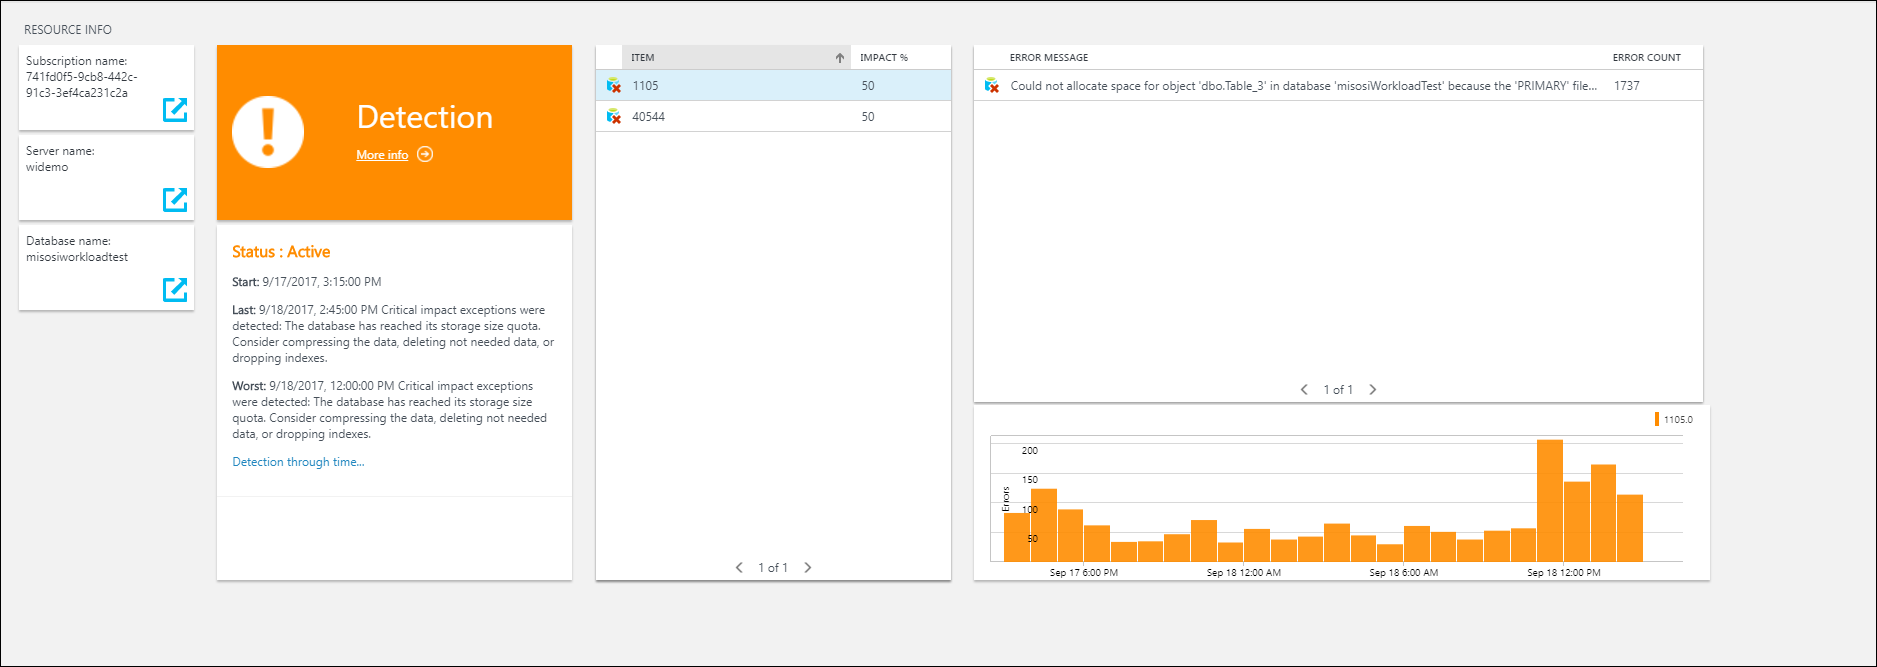 RESOURCE INFO
Subscription name:
741fd0f5-9cb8-442c-
91c3-3ef4ca231c2a
Server name:
widemo
Database name:
misosiworkloadtest
Detection
More info
Status : Active
Start: 9/17/2017, 3:15:00 PM
Last: 9/18/2017, 2:45:00 PM Critical impact exceptions were
detected: The database has reached its storage size quota.
Consider compressing the data, deleting not needed data, or
dropping indexes.
Worst: 9/18/2017, 12:00:00 PM Critical impact exceptions
were detected: The database has reached its storage size
quota. Consider compressing the data, deleting not needed
data, or dropping indexes.
Detection through time...
ITEM IMPACT %
1105 50
40544 50
1 of 1
ERROR MESSAGE ERROR COUNT
Could not allocate space for object 'dbo.Table_3' in database 'misosiWorkloadTest' because the 'PRIMARY' file... 1737
1 of 1
1105.0
Errors
200
150
100
50
Sep 17 6:00 PM Sep 18 12:00 AM Sep 18 6:00 AM Sep 18 12:00 PM